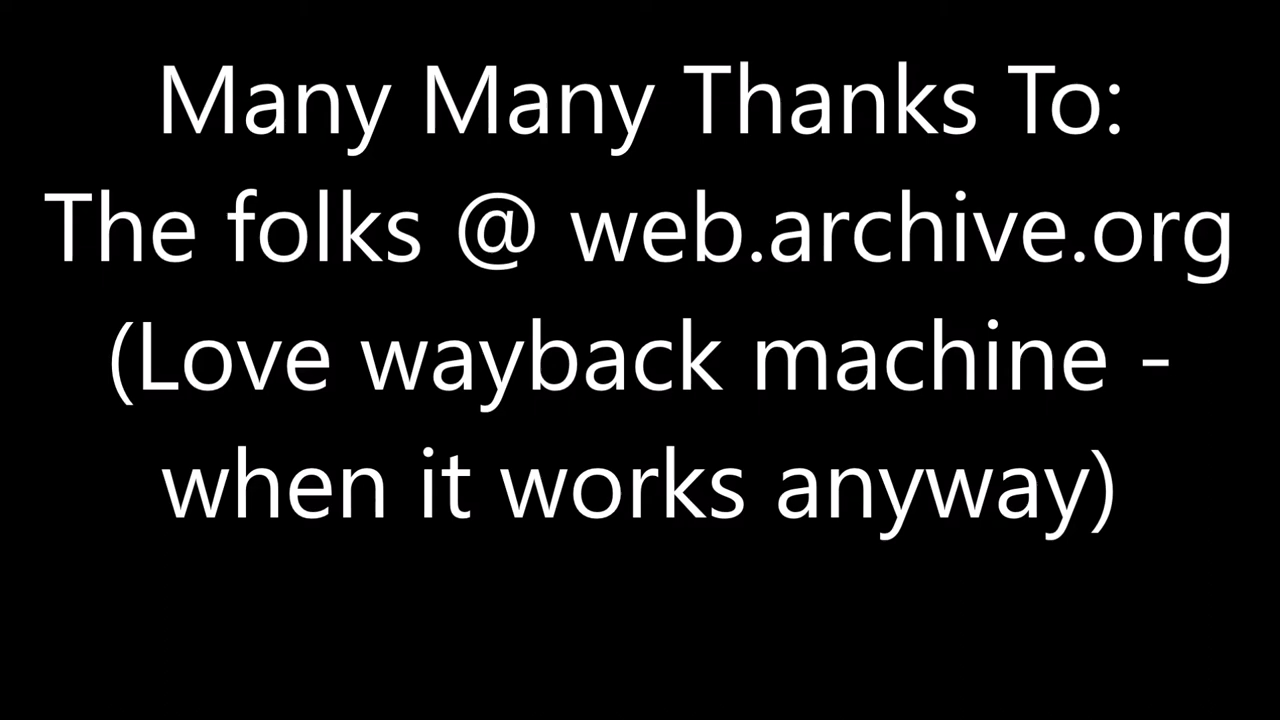 Many Many Thanks To:
The folks @ web.archive.org
(Love wayback machine -
when it works anyway)